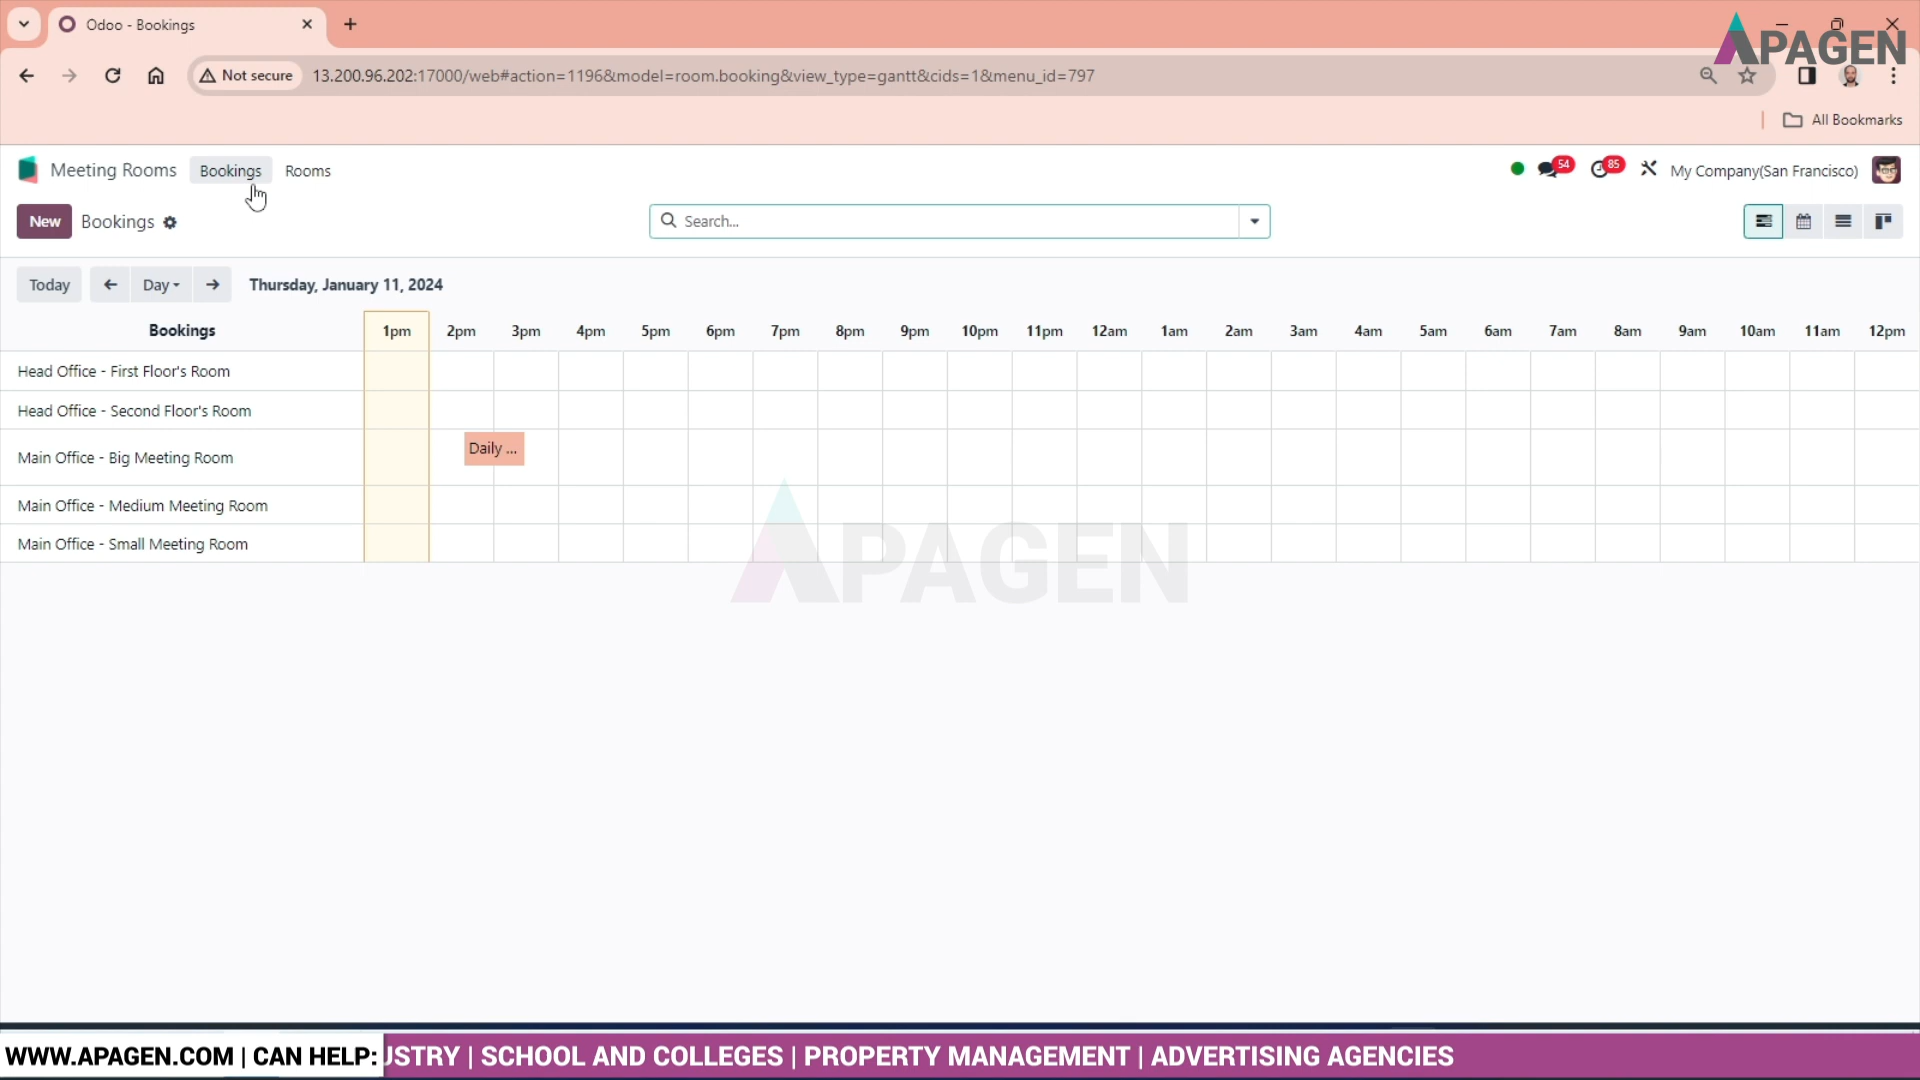 Odoo - Bookings
APAGEN
Not secure
13.200.96.202:17000/web#action=1196&model=room.booking&view_type=gantt&cids=1&menu_id=797
All Bookmarks
Meeting Rooms Bookings Rooms
54 85 My Company(San Francisco)
New Bookings Search...
Today Day Thursday, January 11, 2024
Bookings 1pm 2pm 3pm 4pm 5pm 6pm 7pm 8pm 9pm 10pm 11pm 12am 1am 2am 3am 4am 5am 6am 7am 8am 9am 10am 11am 12pm
Head Office - First Floor's Room
Head Office - Second Floor's Room
Daily ...
Main Office - Big Meeting Room
Main Office - Medium Meeting Room
Main Office - Small Meeting Room
APAGEN
WWW.APAGEN.COM | CAN HELP: USTRY | SCHOOL AND COLLEGES | PROPERTY MANAGEMENT | ADVERTISING AGENCIES